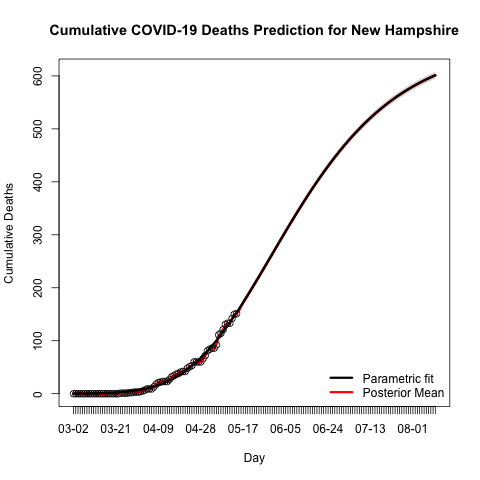 Cumulative COVID-19 Deaths Prediction for New Hampshire
Cumulative Deaths
600
500
400
300
200
100
0
Parametric fit
Posterior Mean
03-02 03-21 04-09 04-28 05-17 06-05 06-24 07-13 08-01
Day